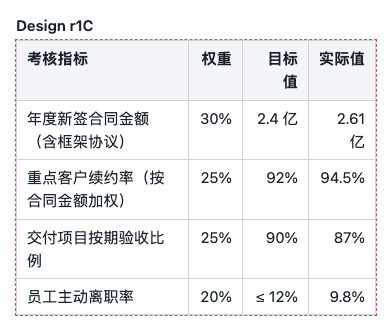 Design r1C
考核指标 权重 目标值 实际值
年度新签合同金额（含框架协议） 30% 2.4 亿 2.61 亿
重点客户续约率（按合同金额加权） 25% 92% 94.5%
交付项目按期验收比例 25% 90% 87%
员工主动离职率 20% ≤ 12% 9.8%